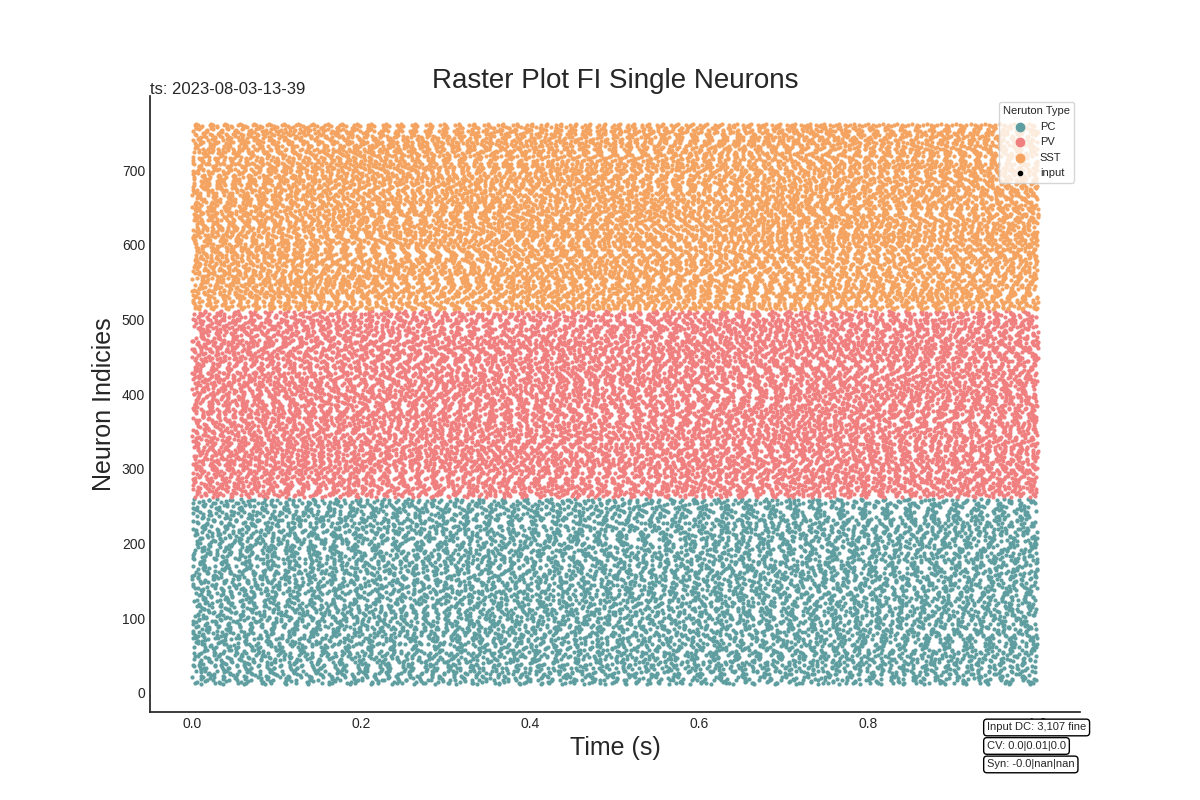 Raster Plot FI Single Neurons
ts: 2023-08-03-13-39
Neruton Type
PC
PV
SST
input
Neuron Indicies
700
600
500
400
300
200
100
0
0.0
0.2
0.4
0.6
0.8
Time (s)
Input DC: 3,107 fine
CV: 0.0|0.01|0.0
Syn: -0.0|nan|nan